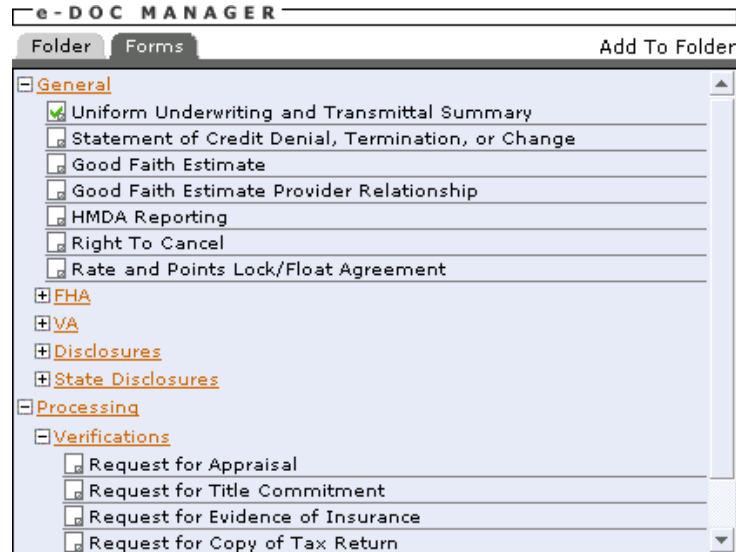 e-DOC MANAGER
Folder Forms Add To Folder
General
Uniform Underwriting and Transmittal Summary
Statement of Credit Denial, Termination, or Change
Good Faith Estimate
Good Faith Estimate Provider Relationship
HMDA Reporting
Right To Cancel
Rate and Points Lock/Float Agreement
FHA
VA
Disclosures
State Disclosures
Processing
Verifications
Request for Appraisal
Request for Title Commitment
Request for Evidence of Insurance
Request for Copy of Tax Return